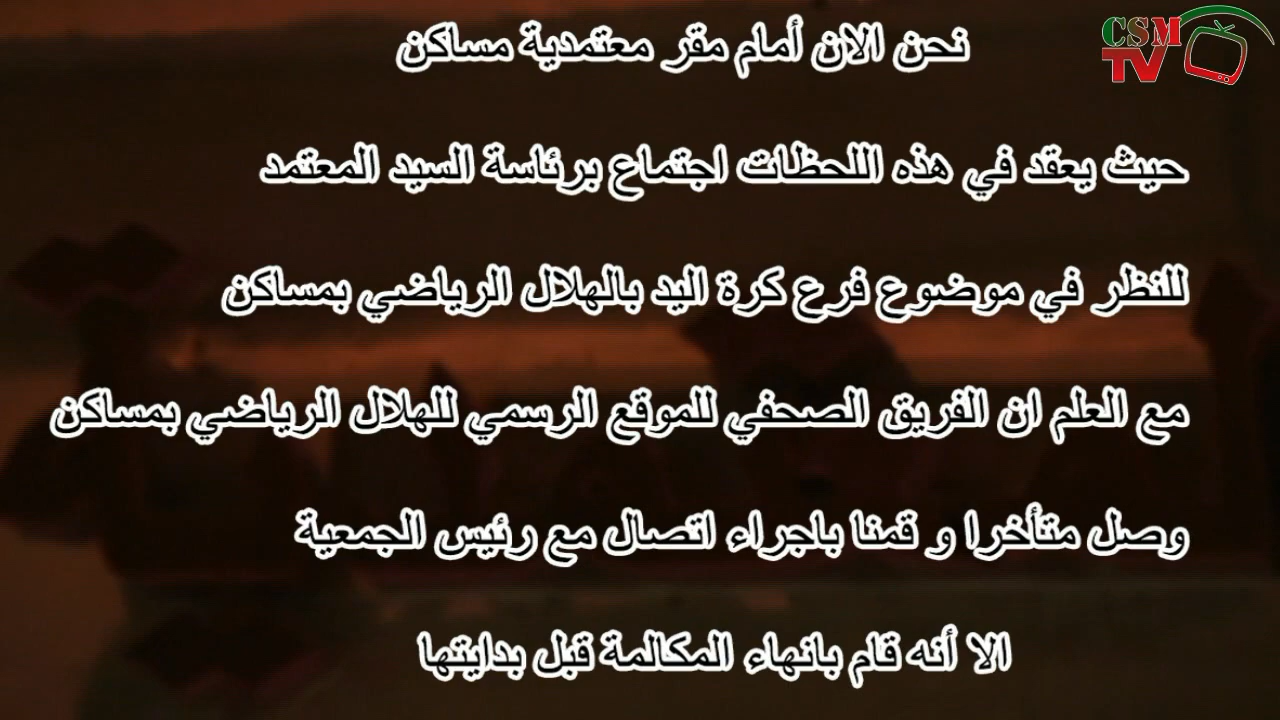 CSM
TV
نحن الان أمام مقر معتمدية مساكن
حيث يعقد في هذه اللحظات اجتماع برئاسة السيد المعتمد
للنظر في موضوع فرع كرة اليد بالهلال الرياضي بمساكن
مع العلم ان الفريق الصحفي للموقع الرسمي للهلال الرياضي بمساكن
وصل متأخرا و قمنا باجراء اتصال مع رئيس الجمعية
الا أنه قام بانهاء المكالمة قبل بدايتها